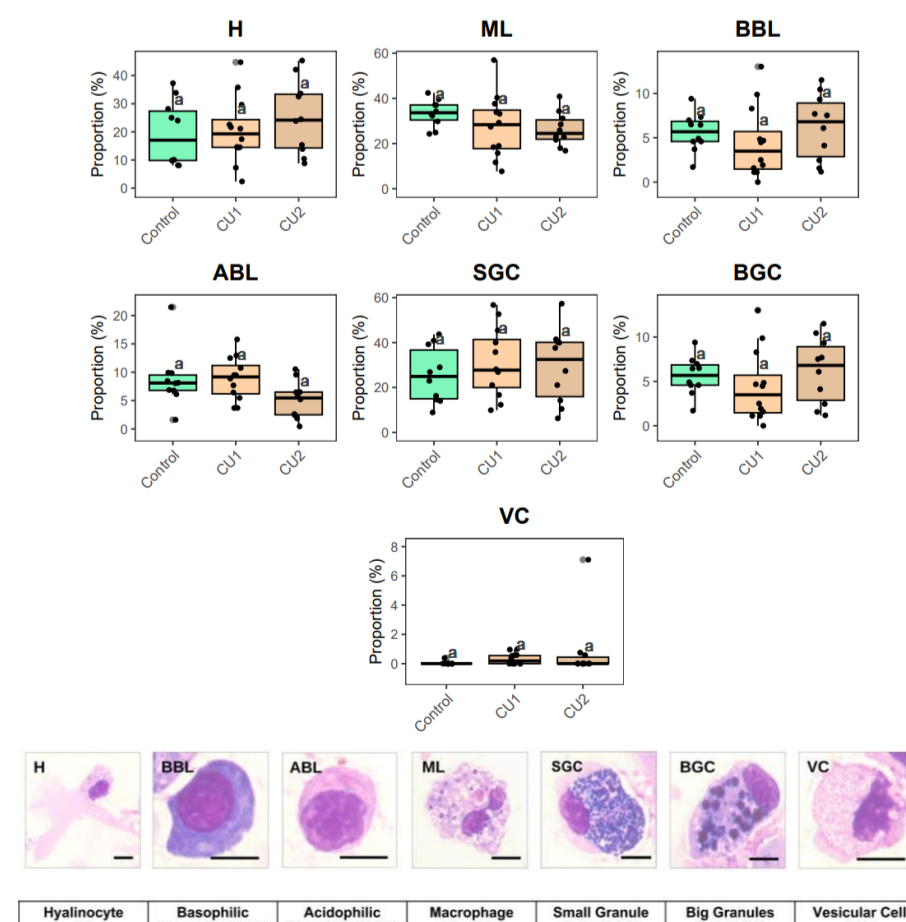 H ML BBL
Proportion (%) 40 30 20 10 0 a a a Control CU1 CU2
Proportion (%) 60 40 20 0 a a a Control CU1 CU2
Proportion (%) 10 5 0 a a a Control CU1 CU2
ABL SGC BGC
Proportion (%) 20 15 10 5 0 a a a Control CU1 CU2
Proportion (%) 60 40 20 0 a a a Control CU1 CU2
Proportion (%) 10 5 0 a a a Control CU1 CU2
VC
Proportion (%) 8 6 4 2 0 a a a Control CU1 CU2
H BBL ABL ML SGC BGC VC
Hyalinocyte Basophilic Acidophilic Macrophage Small Granule Big Granules Vesicular Cell